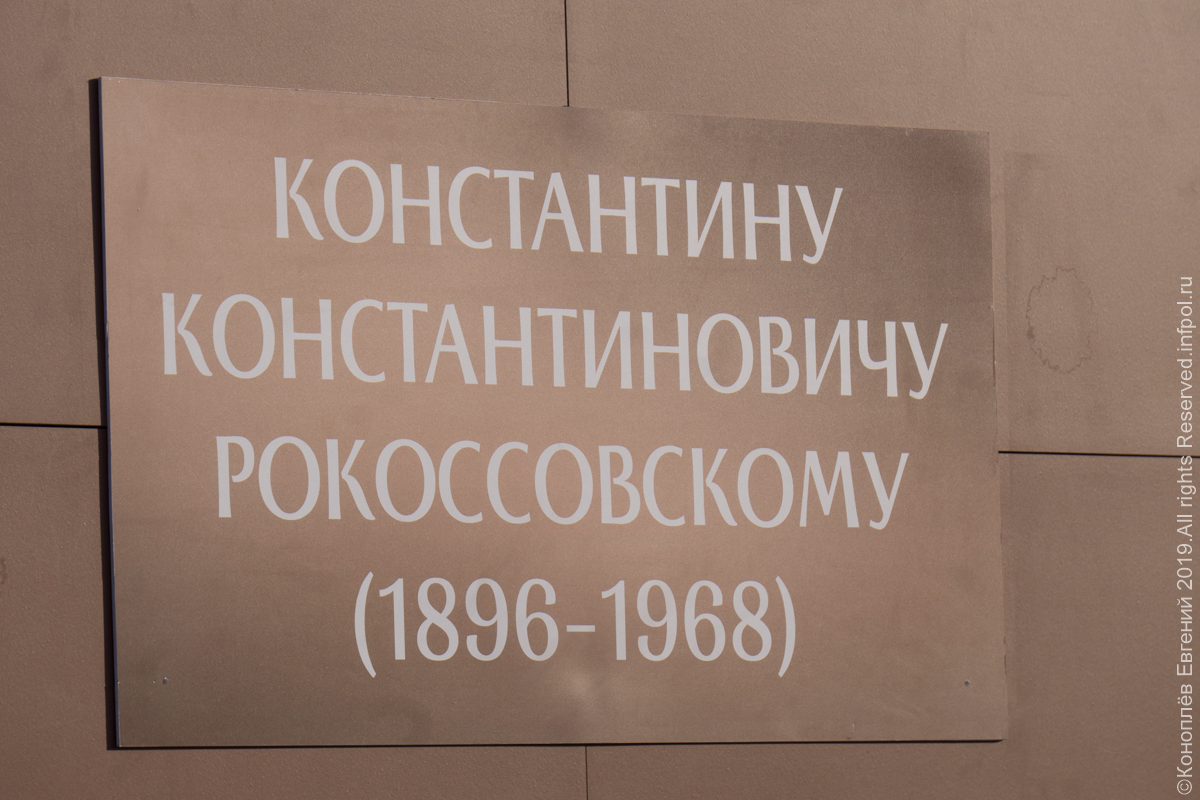 КОНСТАНТИНУ
КОНСТАНТИНОВИЧУ
РОКОССОВСКОМУ
(1896-1968)
©Коноплёв Евгений 2019.All rights Reserved.infpol.ru